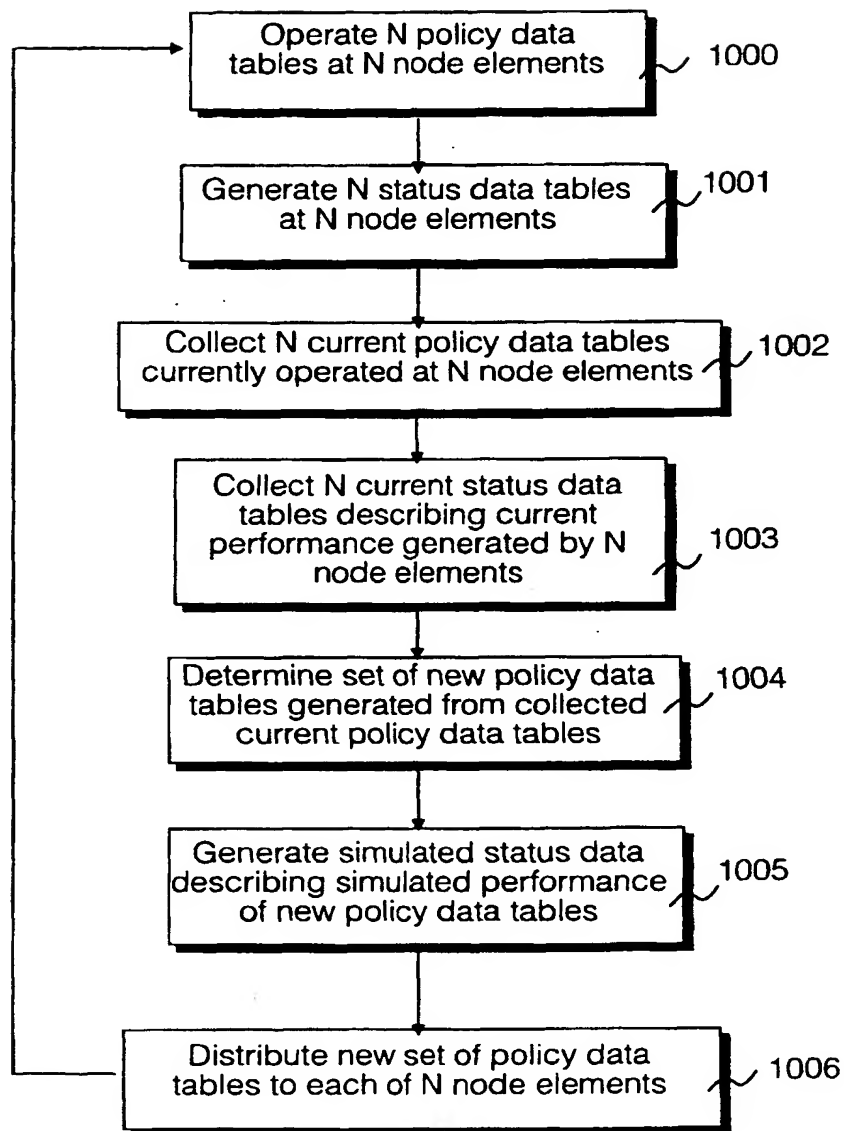 Operate N policy data
tables at N node elements
1000
Generate N status data tables
at N node elements
1001
Collect N current policy data tables
currently operated at N node elements
1002
Collect N current status data
tables describing current
performance generated by N
node elements
1003
Determine set of new policy data
tables generated from collected
current policy data tables
1004
Generate simulated status data
describing simulated performance
of new policy data tables
1005
Distribute new set of policy data
tables to each of N node elements
1006